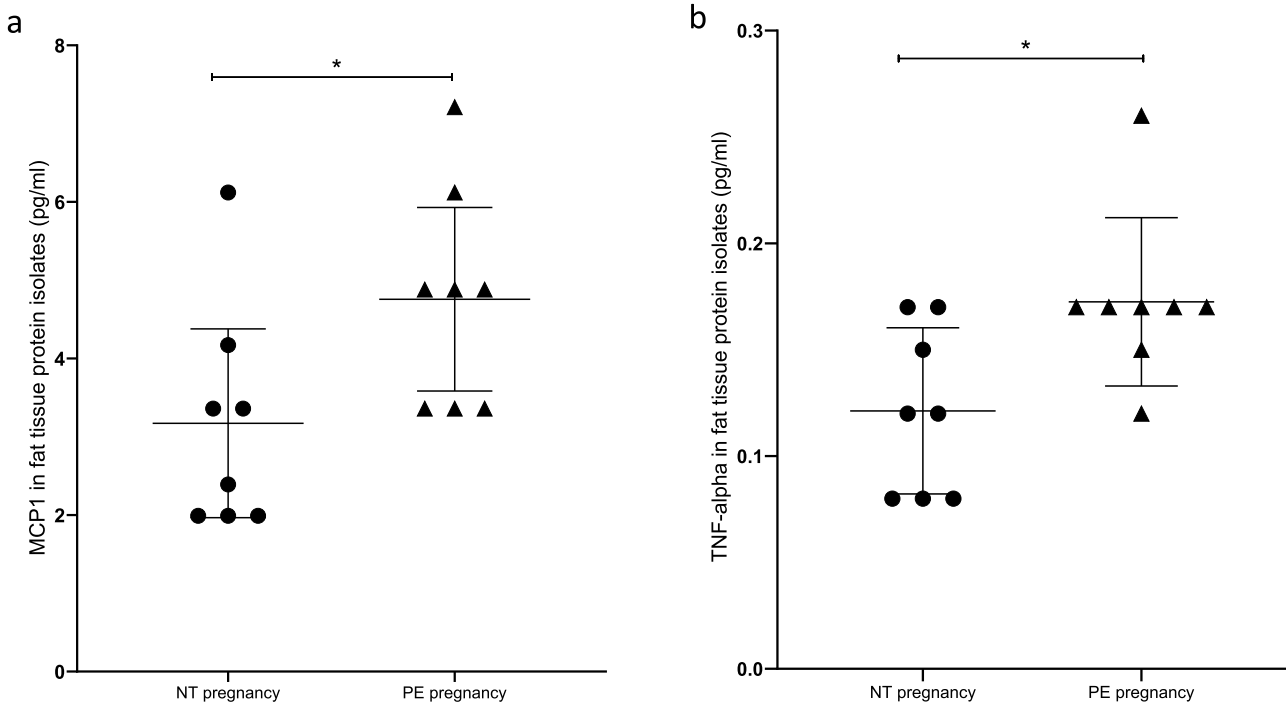 a
MCP1 in fat tissue protein isolates (pg/ml)
8
6
4
2
0
*
NT pregnancy
PE pregnancy
b
TNF-alpha in fat tissue protein isolates (pg/ml)
0.3
0.2
0.1
0.0
*
NT pregnancy
PE pregnancy